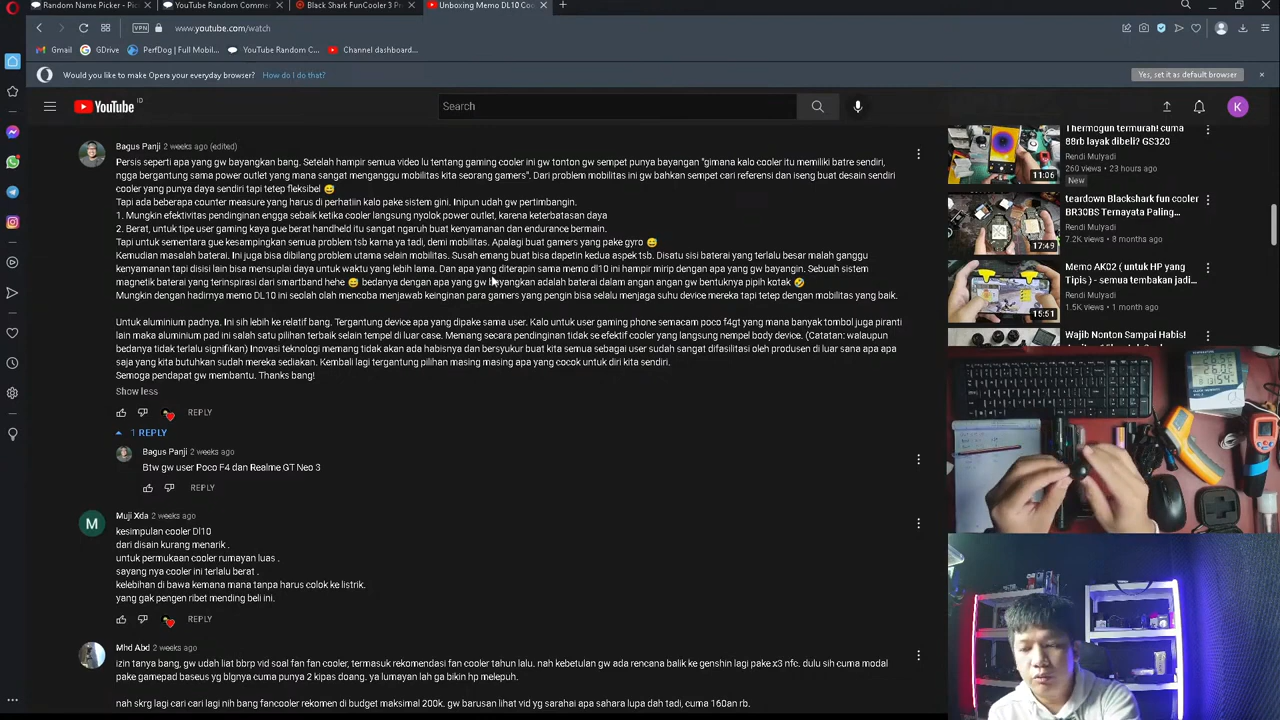 Random Name Picker - Pic
YouTube Random Comme
Black Shark FunCooler 3 P
Unboxing Memo DL10 Coo
VPN
www.youtube.com/watch
Gmail
GDrive
PerfDog | Full Mobil...
YouTube Random C...
Channel dashboard...
Would you like to make Opera your everyday browser?
How do I do that?
Yes, set it as default browser
YouTube ID
Search
K
Bagus Panji 2 weeks ago (edited)
Persis seperti apa yang gw bayangkan bang. Setelah hampir semua video lu tentang gaming cooler ini gw tonton gw sempet punya bayangan "gimana kalo cooler itu memiliki batre sendiri,
ngga bergantung sama power outlet yang mana sangat mengganggu mobilitas kita seorang gamers". Dari problem mobilitas ini gw bahkan sempet cari referensi dan iseng buat desain sendiri
cooler yang punya daya sendiri tapi tetep fleksibel 😅
Tapi ada beberapa counter measure yang harus di perhatiin kalo pake sistem gini. Inipun udah gw pertimbangin.
1. Mungkin efektivitas pendinginan engga sebaik ketika cooler langsung nyolok power outlet, karena keterbatasan daya
2. Berat, untuk tipe user gaming kaya gue berat handheld itu sangat ngaruh buat kenyamanan dan endurance bermain.
Tapi untuk sementara gue kesampingkan semua problem tsb karna ya tadi, demi mobilitas. Apalagi buat gamers yang pake gyro 😅
Kemudian masalah baterai. Ini juga bisa dibilang problem utama selain mobilitas. Susah emang buat bisa dapetin kedua aspek tsb. Disatu sisi baterai yang terlalu besar malah ganggu
kenyamanan tapi disisi lain bisa mensuplai daya untuk waktu yang lebih lama. Dan apa yang diterapin sama memo dl10 ini hampir mirip dengan apa yang gw bayangin. Sebuah sistem
magnetik baterai yang terinspirasi dari smartband hehe 😄 bedanya dengan apa yang gw bayangkan adalah baterai dalam angan angan gw bentuknya pipih kotak 🤣
Mungkin dengan hadirnya memo DL10 ini seolah olah mencoba menjawab keinginan para gamers yang pengin bisa selalu menjaga suhu device mereka tapi tetep dengan mobilitas yang baik.
Untuk aluminium padnya. Ini sih lebih ke relatif bang. Tergantung device apa yang dipake sama user. Kalo untuk user gaming phone semacam poco f4gt yang mana banyak tombol juga piranti
lain maka aluminium pad ini salah satu pilihan terbaik selain tempel di luar case. Memang secara pendinginan tidak se efektif cooler yang langsung nempel body device. (Catatan: walaupun
bedanya tidak terlalu signifikan) Inovasi teknologi memang tidak akan ada habisnya dan bersyukur buat kita semua sebagai user sudah sangat difasilitasi oleh produsen di luar sana apa apa
saja yang kita butuhkan sudah mereka sediakan. Kembali lagi tergantung pilihan masing masing apa yang cocok untuk diri kita sendiri.
Semoga pendapat gw membantu. Thanks bang!
Show less
REPLY
1 REPLY
Bagus Panji 2 weeks ago
Btw gw user Poco F4 dan Realme GT Neo 3
REPLY
M
Muji Xda 2 weeks ago
kesimpulan cooler Dl10
dari disain kurang menarik .
untuk permukaan cooler rumayan luas .
sayang nya cooler ini terlalu berat .
kelebihan di bawa kemana mana tanpa harus colok ke listrik.
yang gak pengen ribet mending beli ini.
REPLY
Mhd Abd 2 weeks ago
izin tanya bang, gw udah liat bbrp vid soal fan fan cooler, termasuk rekomendasi fan cooler tahun lalu. nah kebetulan gw ada rencana balik ke genshin lagi pake x3 nfc. dulu sih cuma modal
pake gamepad baseus yg blgnya cuma punya 2 kipas doang. ya lumayan lah ga bikin hp melepuh.
nah skrg lagi cari cari lagi nih bang fancooler rekomen di budget maksimal 200k. gw barusan lihat vid yg sarahai apa sahara lupa dah tadi, cuma 160an rb.
Thermogun termurah! cuma
88rb layak dibeli? GS320
Rendi Mulyadi
260 views • 23 hours ago
New
11:06
teardown Blackshark fun cooler
BR30BS Ternyata Paling...
Rendi Mulyadi
7.2K views • 8 months ago
17:49
Memo AK02 ( untuk HP yang
Tipis ) - semua tembakan jadi...
Rendi Mulyadi
1.5K views • 1 month ago
15:51
Wajib Nonton Sampai Habis!